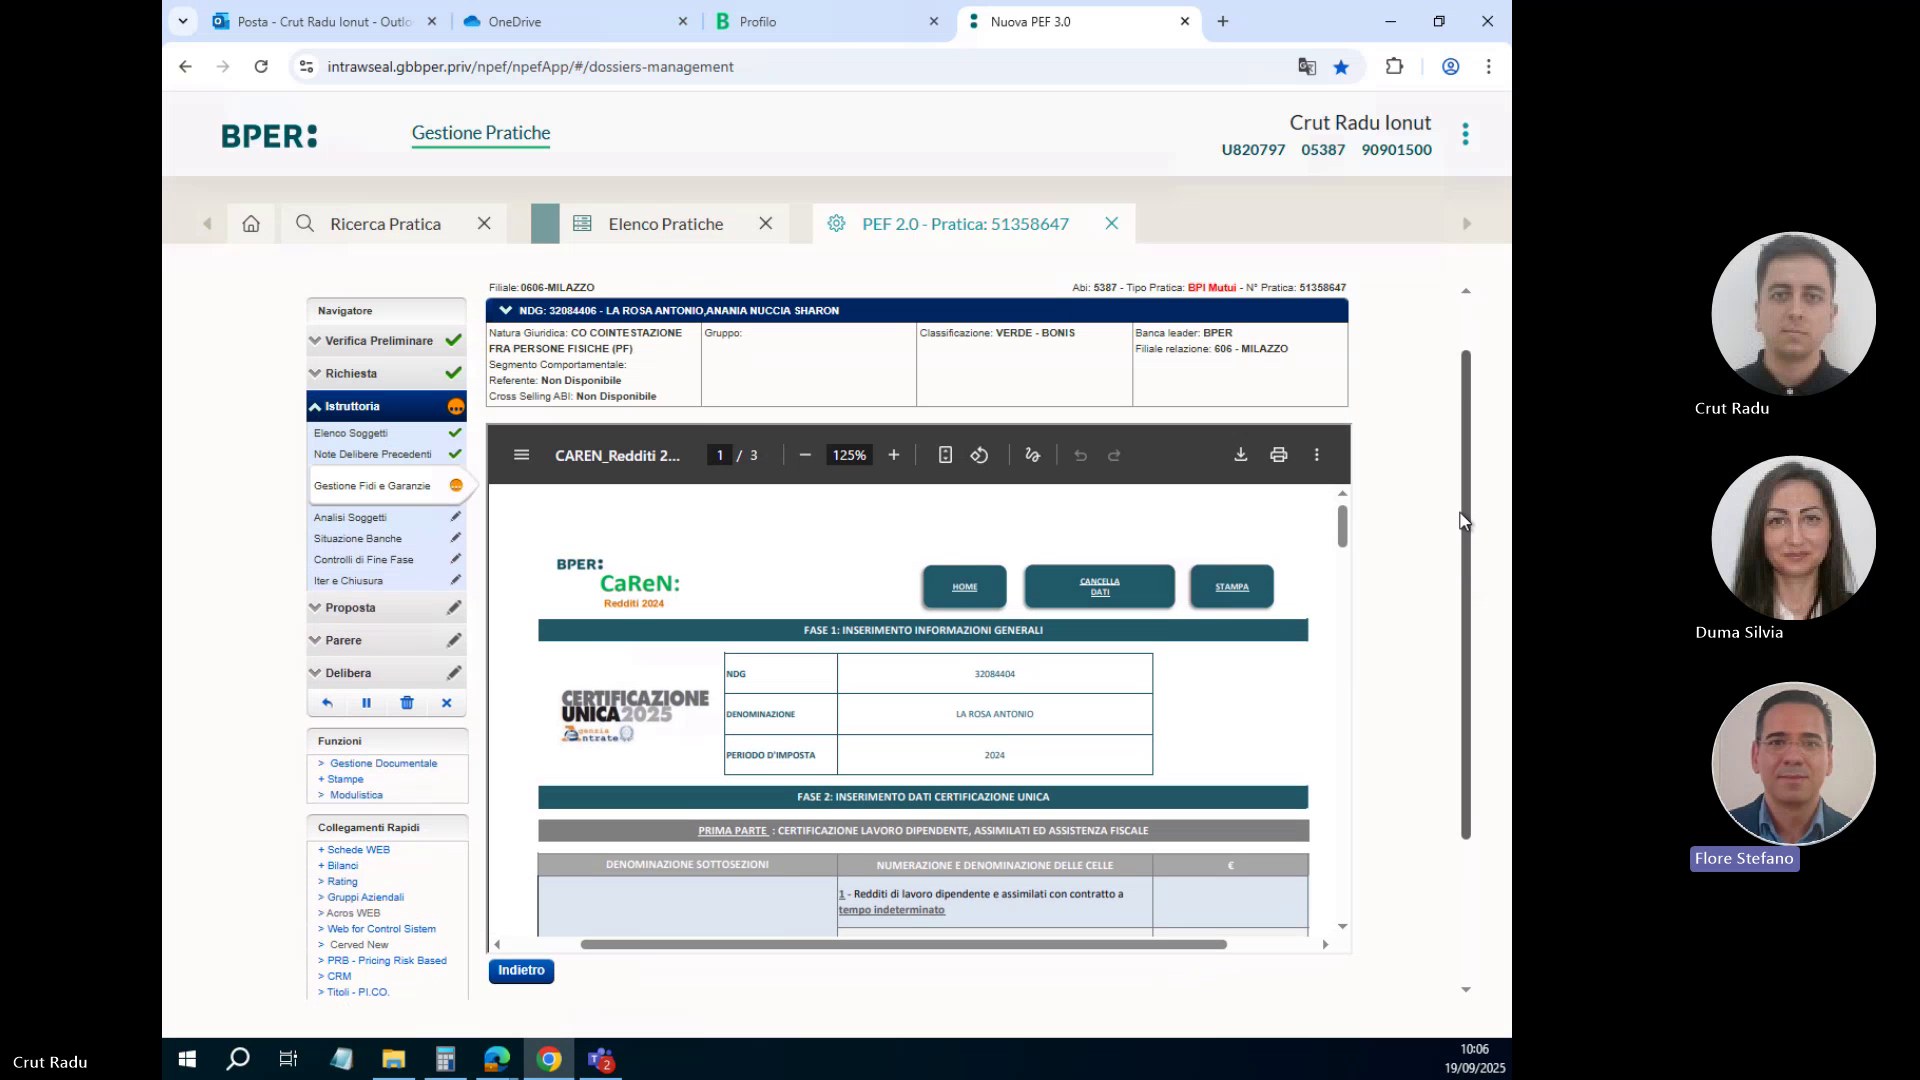 Posta - Crut Radu Ionut - Outlo
OneDrive
Profilo
Nuova PEF 3.0
intrawseal.gbbper.priv/npef/npefApp/#/dossiers-management
BPER:
Gestione Pratiche
Crut Radu Ionut
U820797 05387 90901500
Ricerca Pratica
Elenco Pratiche
PEF 2.0 - Pratica: 51358647
Filiale: 0606-MILAZZO
Abi: 5387 - Tipo Pratica: BPI Mutui - N° Pratica: 51358647
NDG: 32084406 - LA ROSA ANTONIO,ANANIA NUCCIA SHARON
Natura Giuridica: CO COINTESTAZIONE
FRA PERSONE FISICHE (PF)
Segmento Comportamentale:
Referente: Non Disponibile
Cross Selling ABI: Non Disponibile
Gruppo:
Classificazione: VERDE - BONIS
Banca leader: BPER
Filiale relazione: 606 - MILAZZO
Navigatore
Verifica Preliminare
Richiesta
Istruttoria
Elenco Soggetti
Note Delibere Precedenti
Gestione Fidi e Garanzie
Analisi Soggetti
Situazione Banche
Controlli di Fine Fase
Iter e Chiusura
Proposta
Parere
Delibera
Funzioni
> Gestione Documentale
+ Stampe
> Modulistica
Collegamenti Rapidi
+ Schede WEB
+ Bilanci
> Rating
> Gruppi Aziendali
> Acros WEB
> Web for Control Sistem
> Cerved New
> PRB - Pricing Risk Based
> CRM
> Titoli - PI.CO.
CAREN_Redditi 2...
1 / 3
125%
BPER:
CaReN:
Redditi 2024
HOME
CANCELLA
DATI
STAMPA
FASE 1: INSERIMENTO INFORMAZIONI GENERALI
CERTIFICAZIONE
UNICA2025
genzia
ntrate
NDG 32084404
DENOMINAZIONE LA ROSA ANTONIO
PERIODO D'IMPOSTA 2024
FASE 2: INSERIMENTO DATI CERTIFICAZIONE UNICA
PRIMA PARTE : CERTIFICAZIONE LAVORO DIPENDENTE, ASSIMILATI ED ASSISTENZA FISCALE
DENOMINAZIONE SOTTOSEZIONI NUMERAZIONE E DENOMINAZIONE DELLE CELLE €
1 - Redditi di lavoro dipendente e assimilati con contratto a
tempo indeterminato
Indietro
Crut Radu
Duma Silvia
Flore Stefano
Crut Radu
2
10:06
19/09/2025